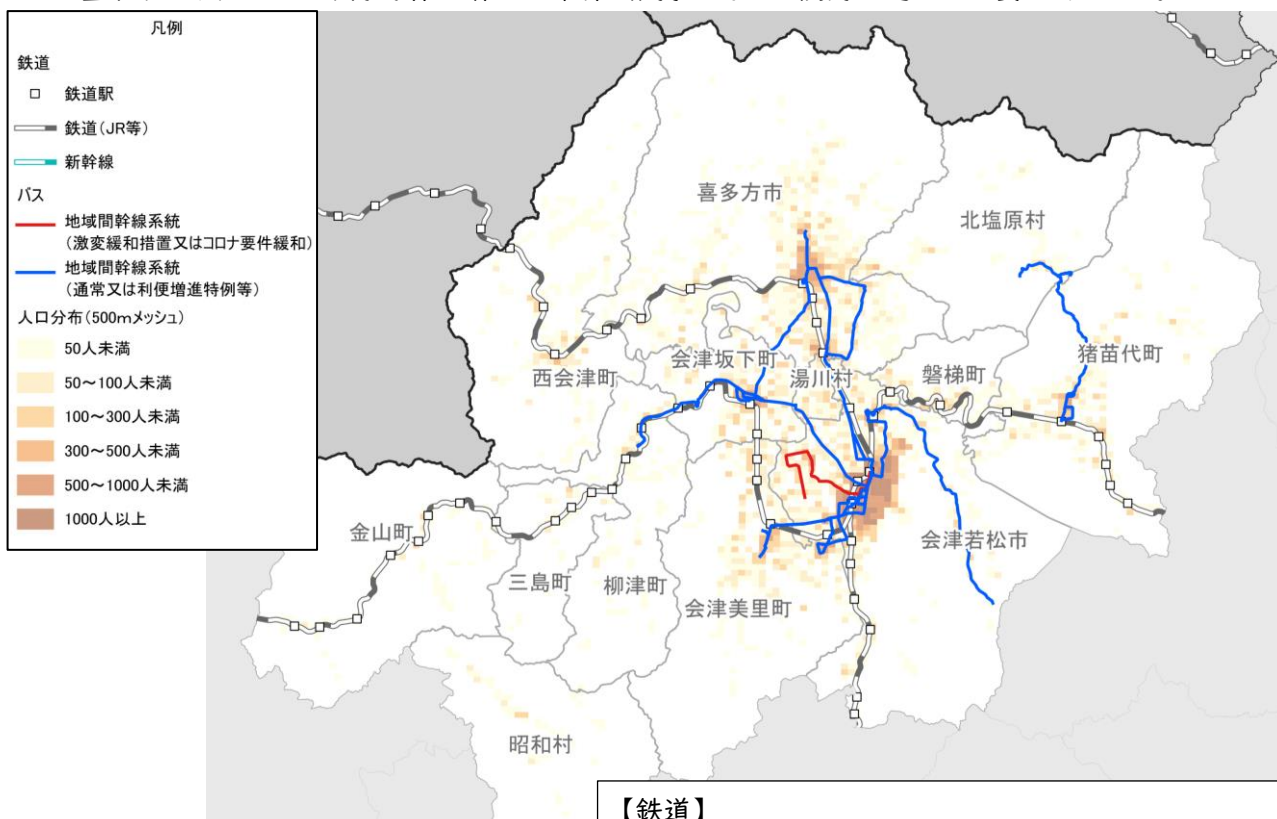 凡例
鉄道
鉄道駅
鉄道(JR等)
新幹線
バス
地域間幹線系統
(激変緩和措置又はコロナ要件緩和)
地域間幹線系統
(通常又は利便増進特例等)
人口分布(500mメッシュ)
50人未満
50~100人未満
100~300人未満
300~500人未満
500~1000人未満
1000人以上
喜多方市
北塩原村
会津坂下町
猪苗代町
西会津町
湯川村
磐梯町
金山町
会津若松市
三島町
柳津町
会津美里町
昭和村
【鉄道】